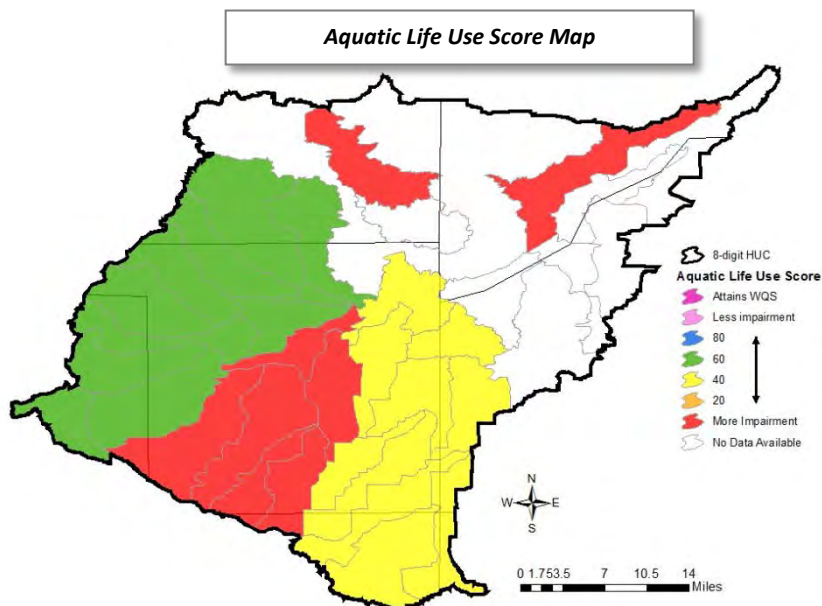 Aquatic Life Use Score Map
8-digit HUC
Aquatic Life Use Score
Attains WQS
Less impairment
80
60
40
20
More Impairment
No Data Available
N
W E
S
0 1.753.5 7 10.5 14
Miles